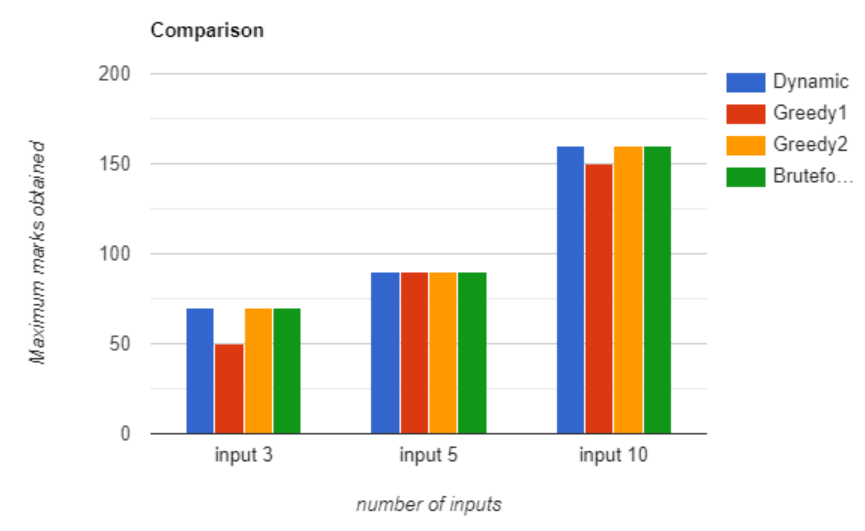 Comparison
200
150
100
50
0
Maximum marks obtained
input 3
input 5
input 10
number of inputs
Dynamic
Greedy1
Greedy2
Brutefo...